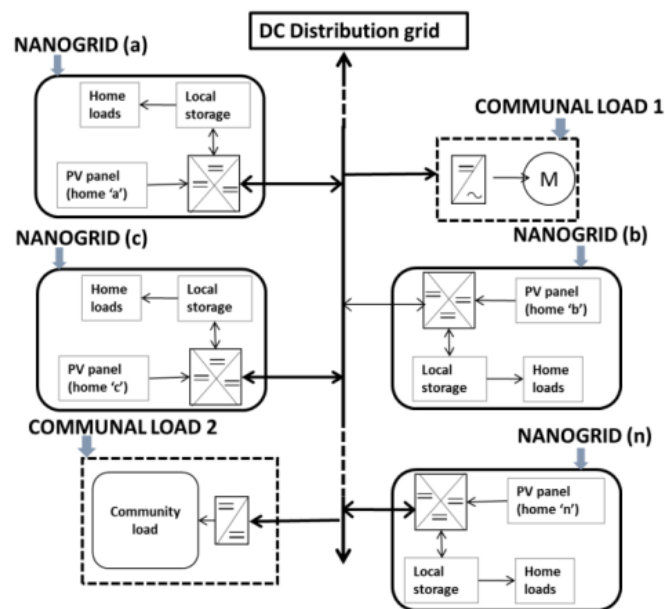 DC Distribution grid
NANOGRID (a)
Home
loads
Local
storage
PV panel
(home 'a')
COMMUNAL LOAD 1
M
NANOGRID (c)
Home
loads
Local
storage
PV panel
(home 'c')
NANOGRID (b)
PV panel
(home 'b')
Local
storage
Home
loads
COMMUNAL LOAD 2
Community
load
NANOGRID (n)
PV panel
(home 'n')
Local
storage
Home
loads